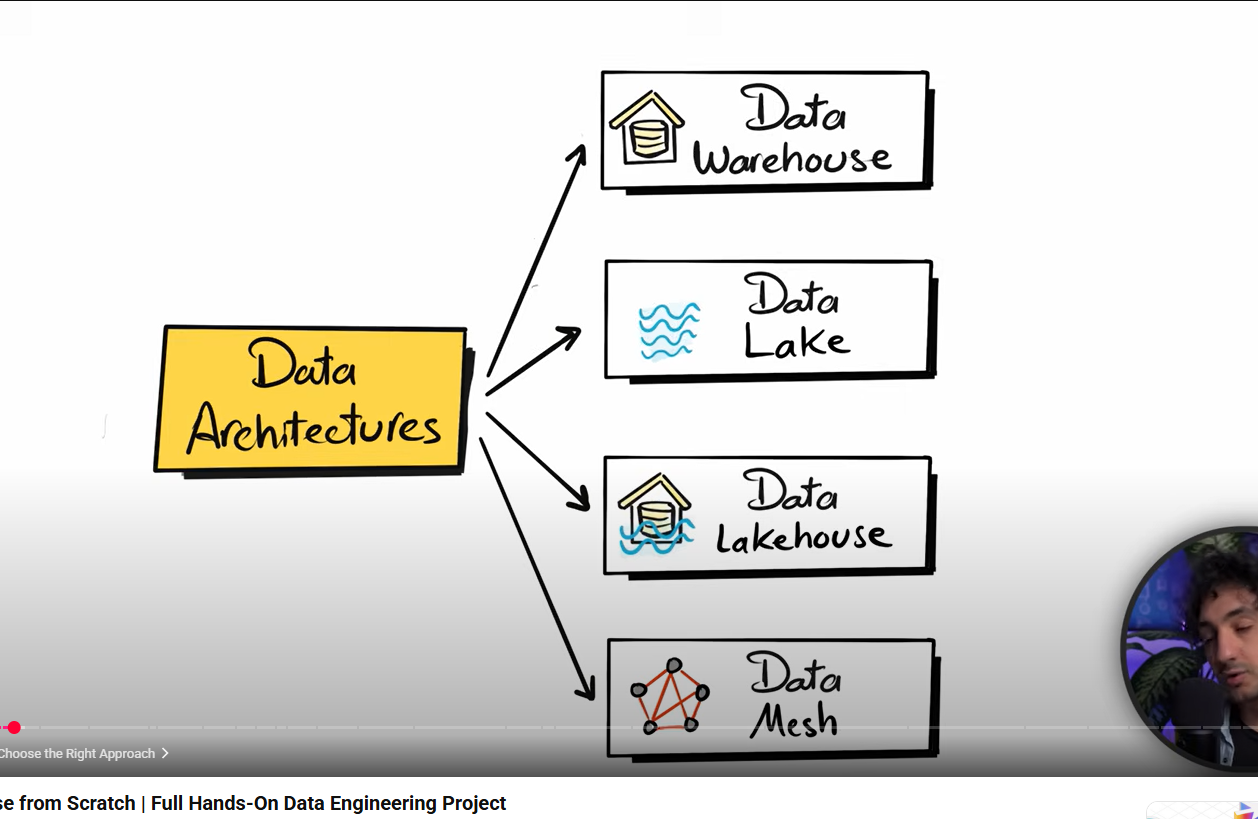 Data
Warehouse
Data
Lake
Data
Architectures
Data
Lakehouse
Data
Mesh
Choose the Right Approach
se from Scratch | Full Hands-On Data Engineering Project